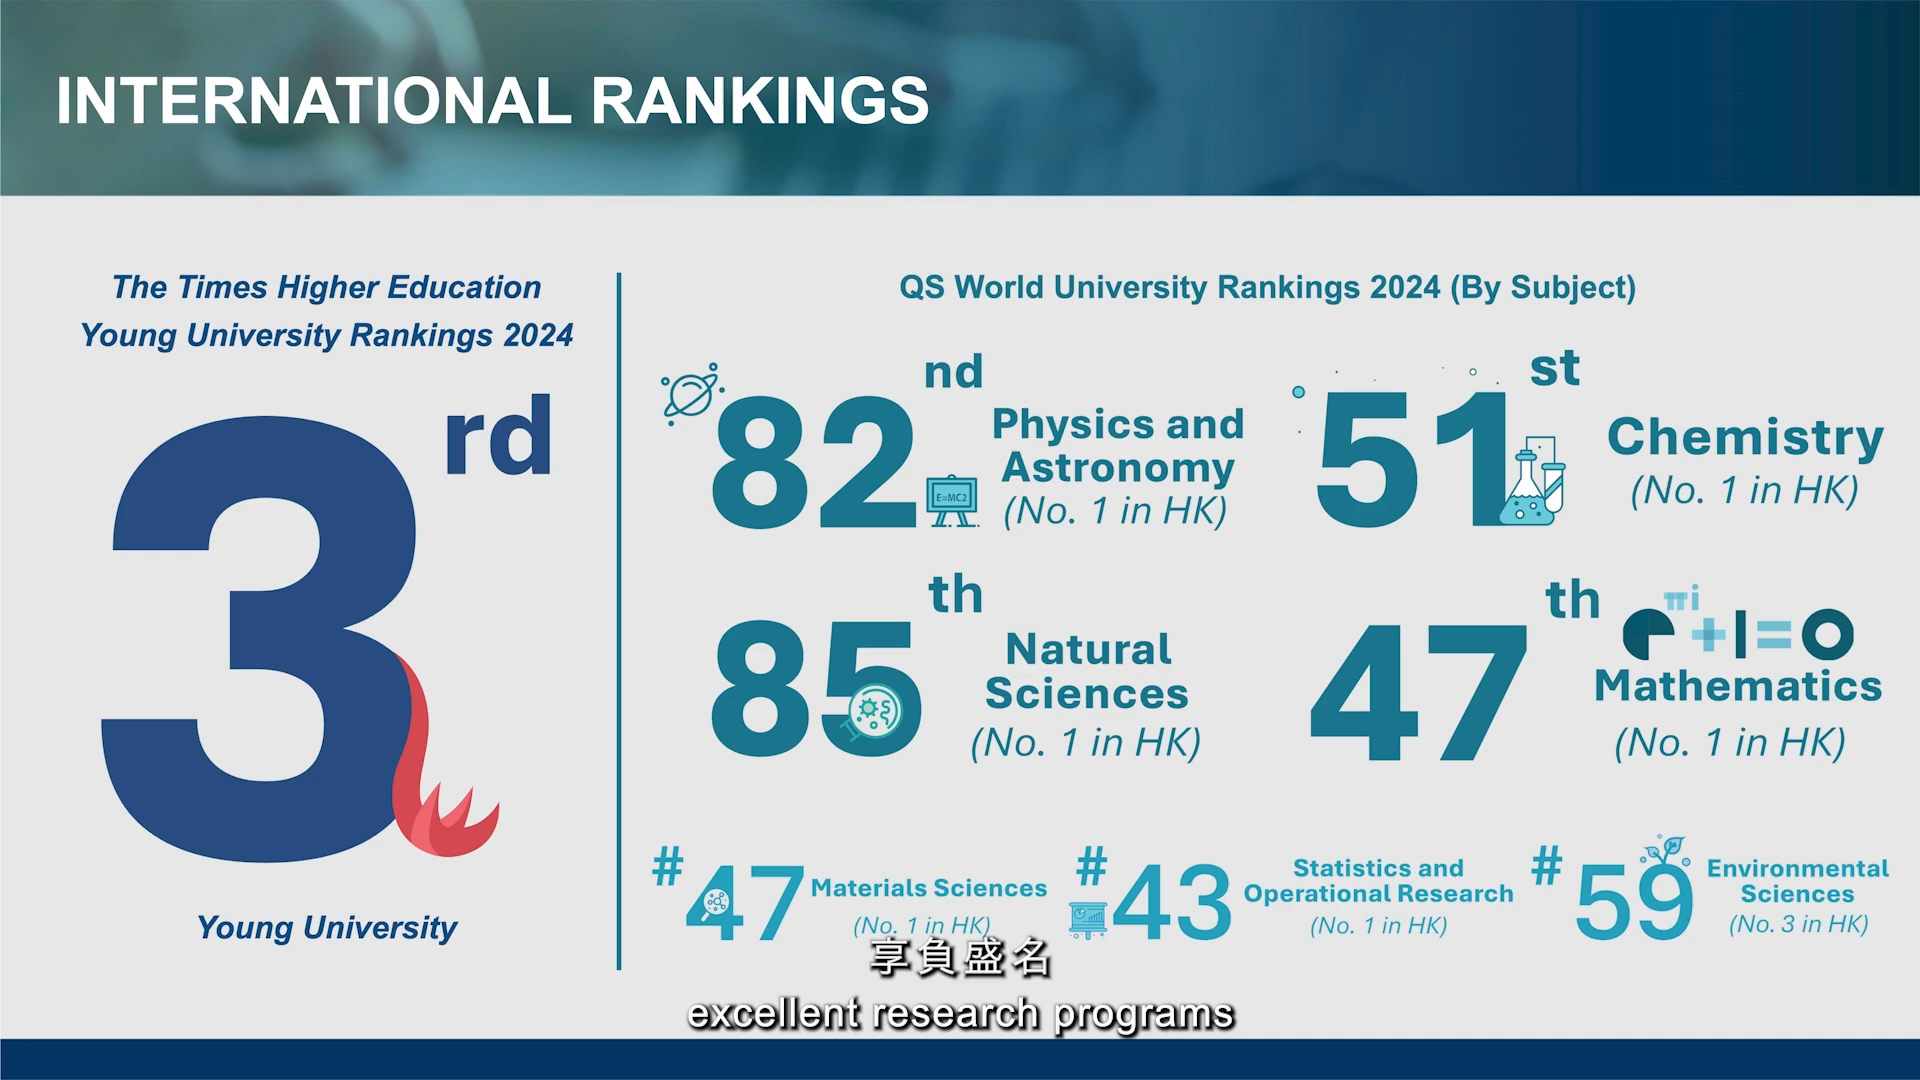 INTERNATIONAL RANKINGS
The Times Higher Education
Young University Rankings 2024
3rd
Young University
QS World University Rankings 2024 (By Subject)
82nd
E=MC2
Physics and
Astronomy
(No. 1 in HK)
51st
Chemistry
(No. 1 in HK)
85th
Natural
Sciences
(No. 1 in HK)
47th
eπi+1=0
Mathematics
(No. 1 in HK)
#47
Materials Sciences
(No. 1 in HK)
#43
Statistics and
Operational Research
(No. 1 in HK)
#59
Environmental
Sciences
(No. 3 in HK)
享負盛名
excellent research programs